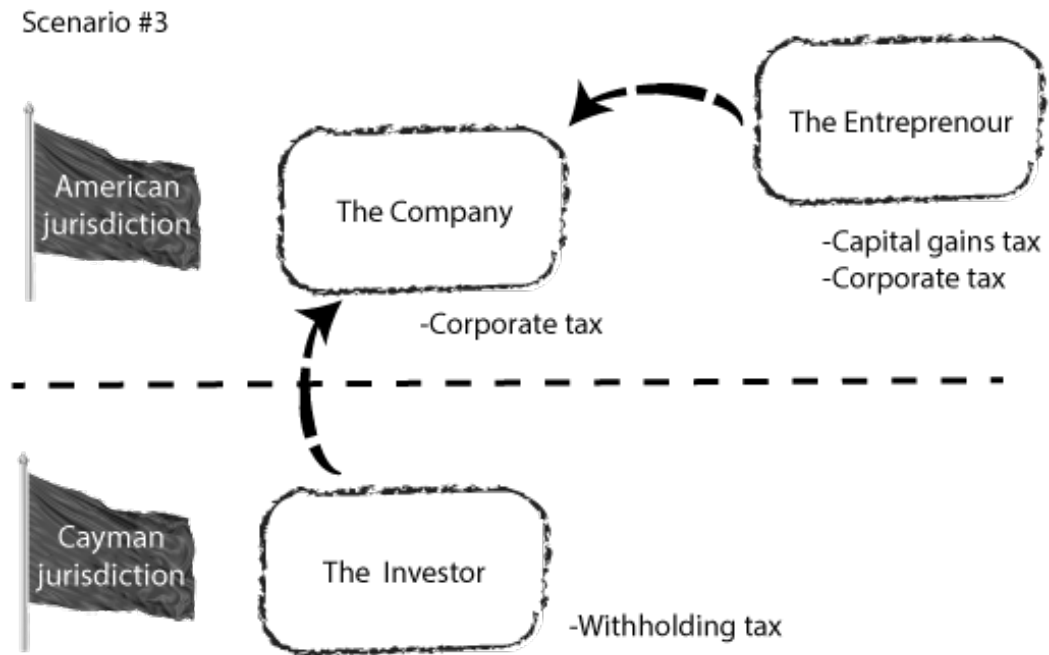 Scenario #3
American
jurisdiction
The Company
The Entreprenour
-Capital gains tax
-Corporate tax
-Corporate tax
Cayman
jurisdiction
The Investor
-Withholding tax